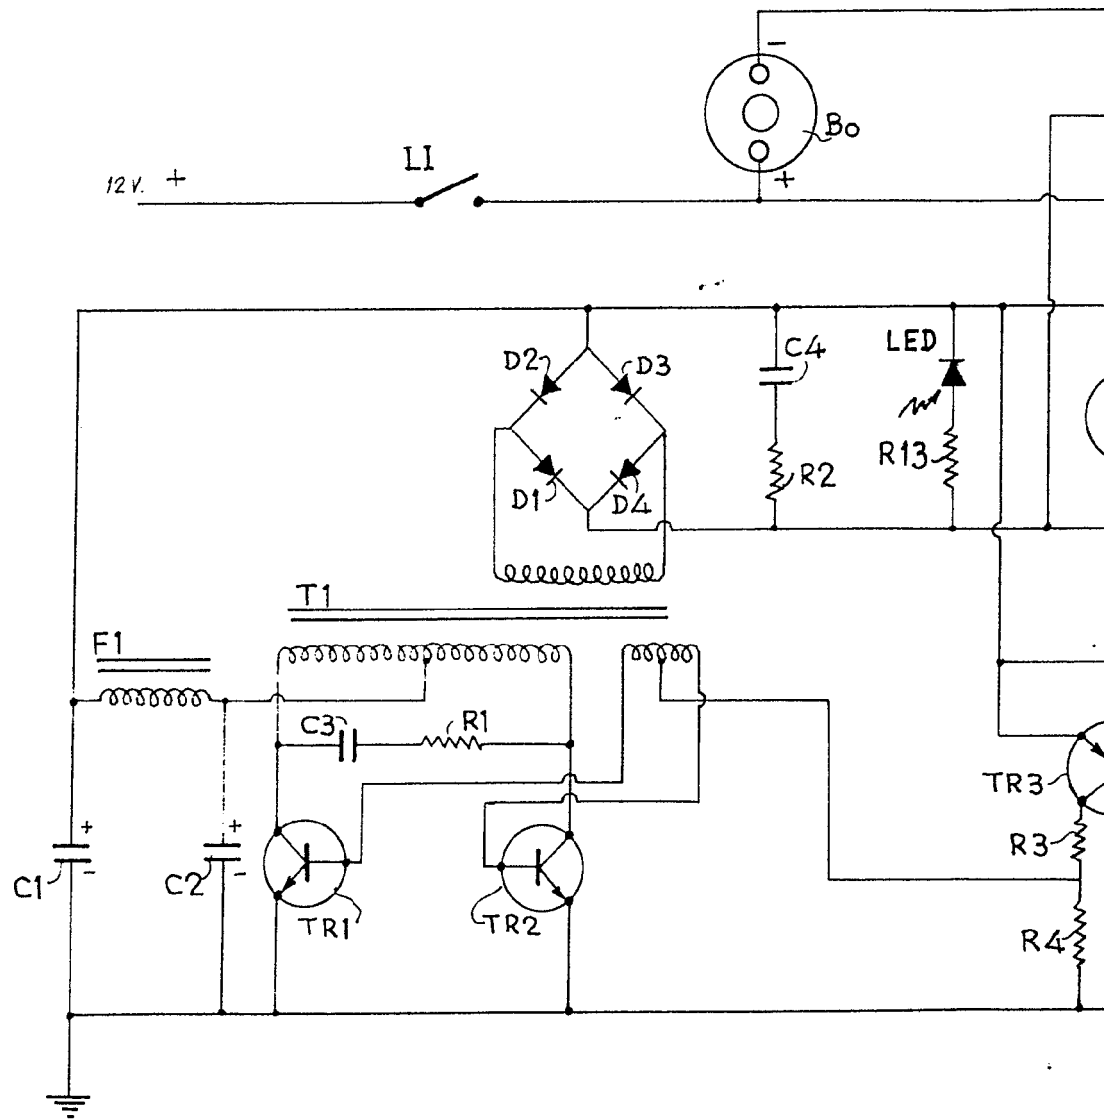 -
Bo
LI
12 V. +
+
D2
D3
C4
LED
R13
R2
D1
D4
T1
F1
C3
R1
TR3
+
+
R3
C1
-
C2
-
TR1
TR2
R4